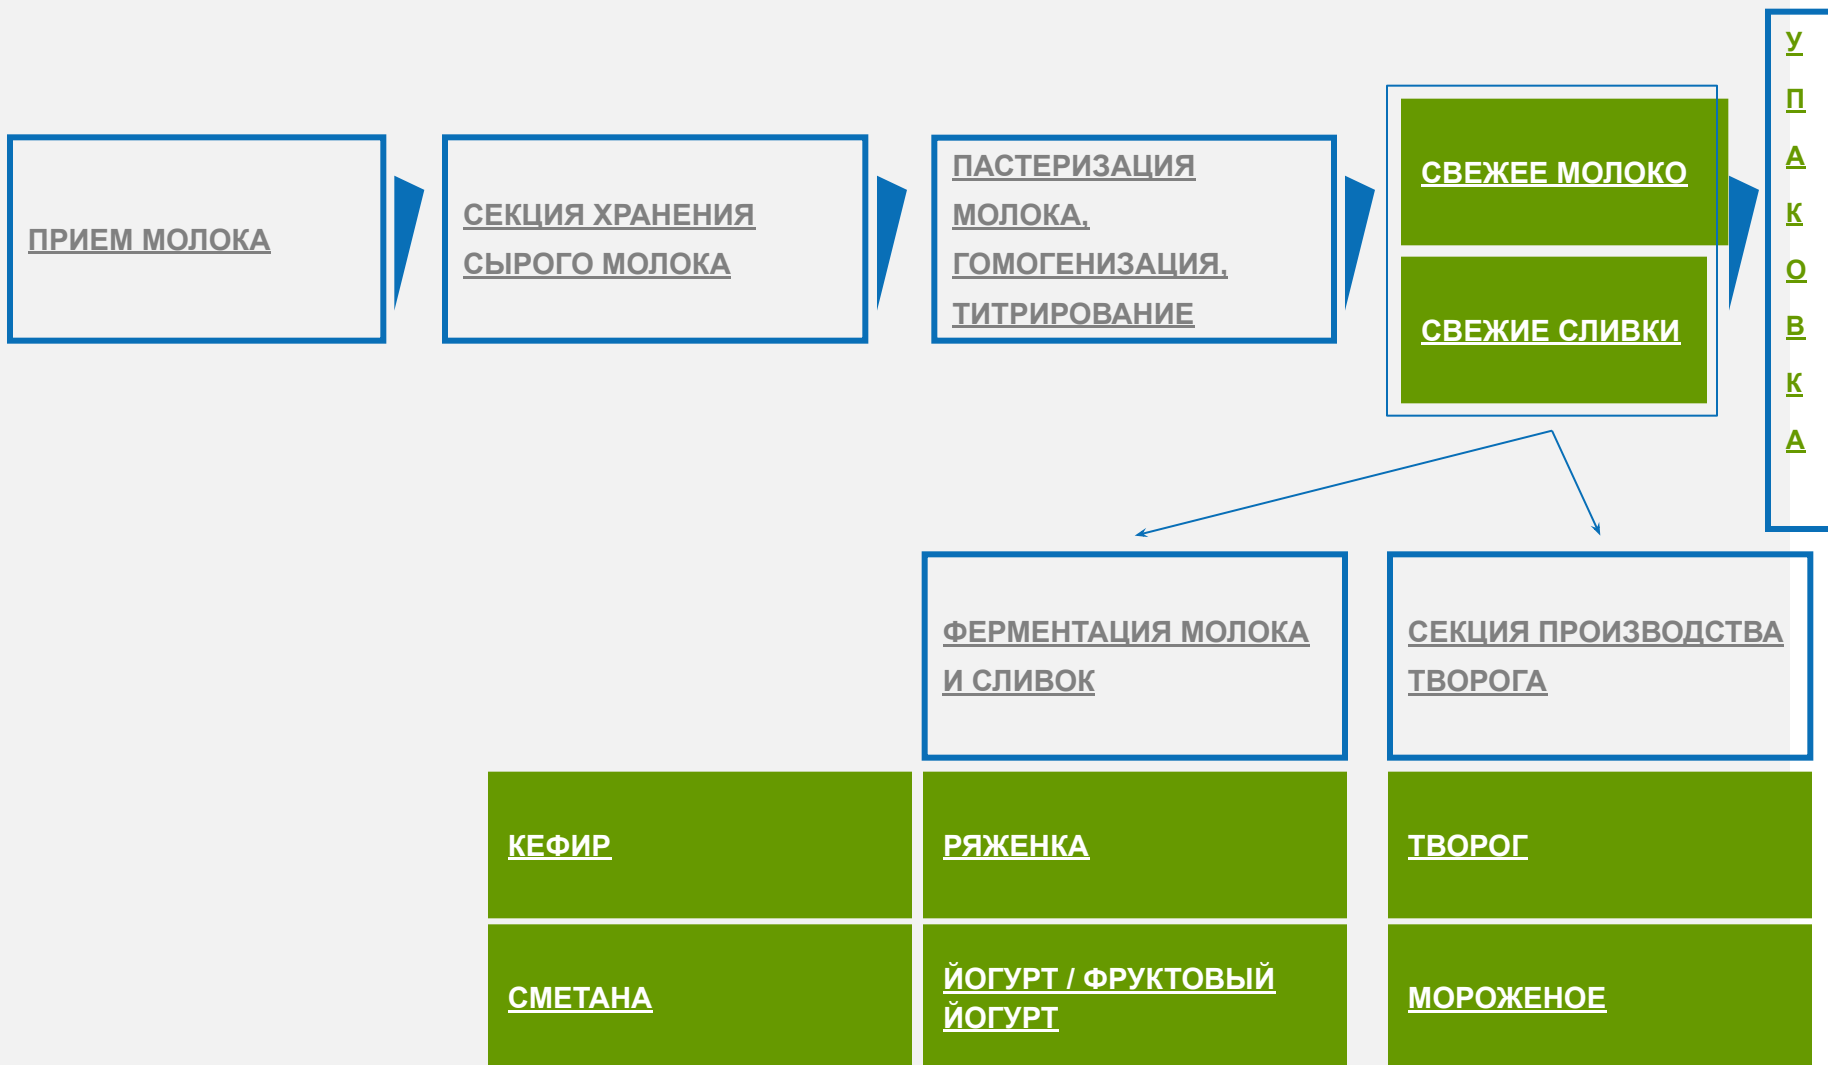 ПРИЕМ МОЛОКА
СЕКЦИЯ ХРАНЕНИЯ
СЫРОГО МОЛОКА
ПАСТЕРИЗАЦИЯ
МОЛОКА,
ГОМОГЕНИЗАЦИЯ,
ТИТРИРОВАНИЕ
СВЕЖЕЕ МОЛОКО
СВЕЖИЕ СЛИВКИ
У
П
А
К
О
В
К
А
ФЕРМЕНТАЦИЯ МОЛОКА
И СЛИВОК
СЕКЦИЯ ПРОИЗВОДСТВА
ТВОРОГА
КЕФИР
РЯЖЕНКА
ТВОРОГ
СМЕТАНА
ЙОГУРТ / ФРУКТОВЫЙ
ЙОГУРТ
МОРОЖЕНОЕ